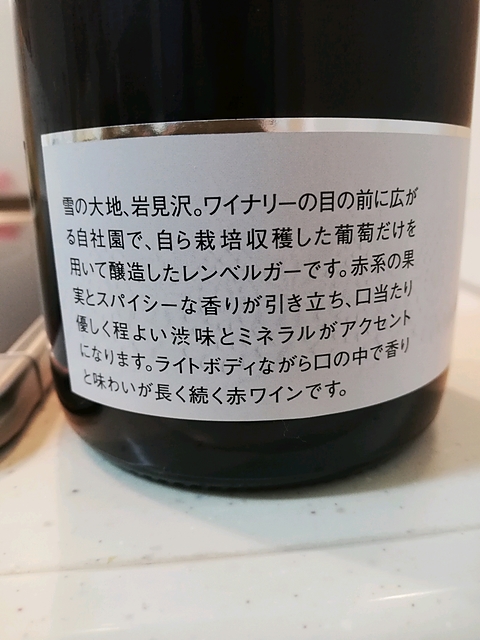 雪の大地、岩見沢。ワイナリーの目の前に広が
る自社園で、自ら栽培収穫した葡萄だけを
用いて醸造したレンベルガーです。赤系の果
実とスパイシーな香りが引き立ち、口当たり
優しく程よい渋味とミネラルがアクセント
になります。ライトボディながら口の中で香り
と味わいが長く続く赤ワインです。